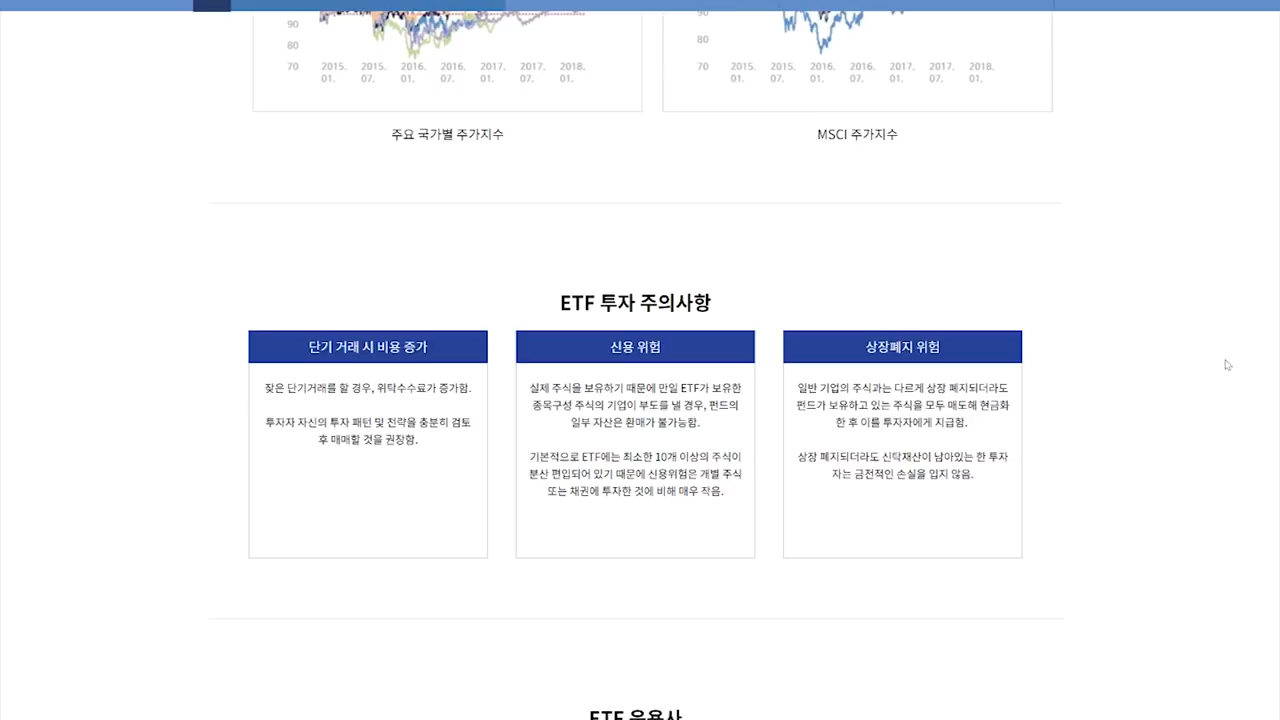 90
80
70
2015. 2015. 2016. 2016. 2017. 2017. 2018.
01. 07. 01. 07. 01. 07. 01.
90
80
70
2015. 2015. 2016. 2016. 2017. 2017. 2018.
01. 07. 01. 07. 01. 07. 01.
주요 국가별 주가지수
MSCI 주가지수
ETF 투자 주의사항
단기 거래 시 비용 증가
잦은 단기거래를 할 경우, 위탁수수료가 증가함.
투자자 자신의 투자 패턴 및 전략을 충분히 검토
후 매매할 것을 권장함.
신용 위험
실제 주식을 보유하기 때문에 만일 ETF가 보유한
종목구성 주식의 기업이 부도를 낼 경우, 펀드의
일부 자산은 환매가 불가능함.
기본적으로 ETF에는 최소한 10개 이상의 주식이
분산 편입되어 있기 때문에 신용위험은 개별 주식
또는 채권에 투자한 것에 비해 매우 작음.
상장폐지 위험
일반 기업의 주식과는 다르게 상장 폐지되더라도
펀드가 보유하고 있는 주식을 모두 매도해 현금화
한 후 이를 투자자에게 지급함.
상장 폐지되더라도 신탁재산이 남아있는 한 투자
자는 금전적인 손실을 입지 않음.
ETF 운용사